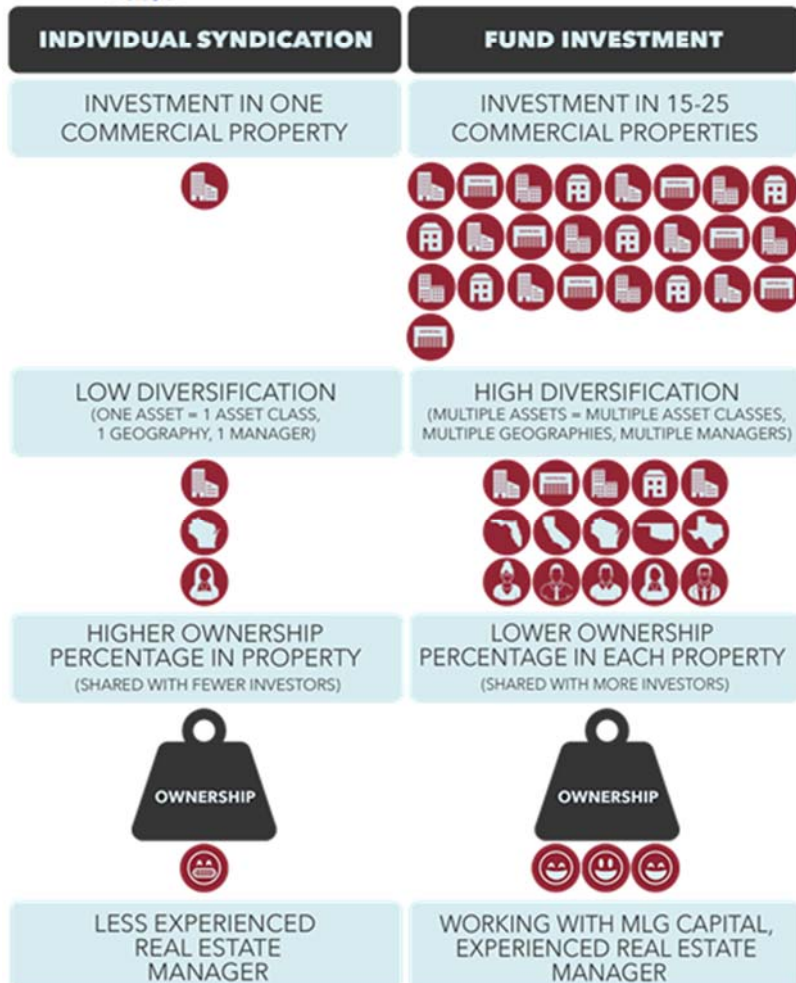 INDIVIDUAL SYNDICATION
FUND INVESTMENT
INVESTMENT IN ONE
COMMERCIAL PROPERTY
INVESTMENT IN 15-25
COMMERCIAL PROPERTIES
LOW DIVERSIFICATION
(ONE ASSET = 1 ASSET CLASS,
1 GEOGRAPHY, 1 MANAGER)
HIGH DIVERSIFICATION
(MULTIPLE ASSETS = MULTIPLE ASSET CLASSES,
MULTIPLE GEOGRAPHIES, MULTIPLE MANAGERS)
HIGHER OWNERSHIP
PERCENTAGE IN PROPERTY
(SHARED WITH FEWER INVESTORS)
LOWER OWNERSHIP
PERCENTAGE IN EACH PROPERTY
(SHARED WITH MORE INVESTORS)
OWNERSHIP
OWNERSHIP
LESS EXPERIENCED
REAL ESTATE
MANAGER
WORKING WITH MLG CAPITAL,
EXPERIENCED REAL ESTATE
MANAGER